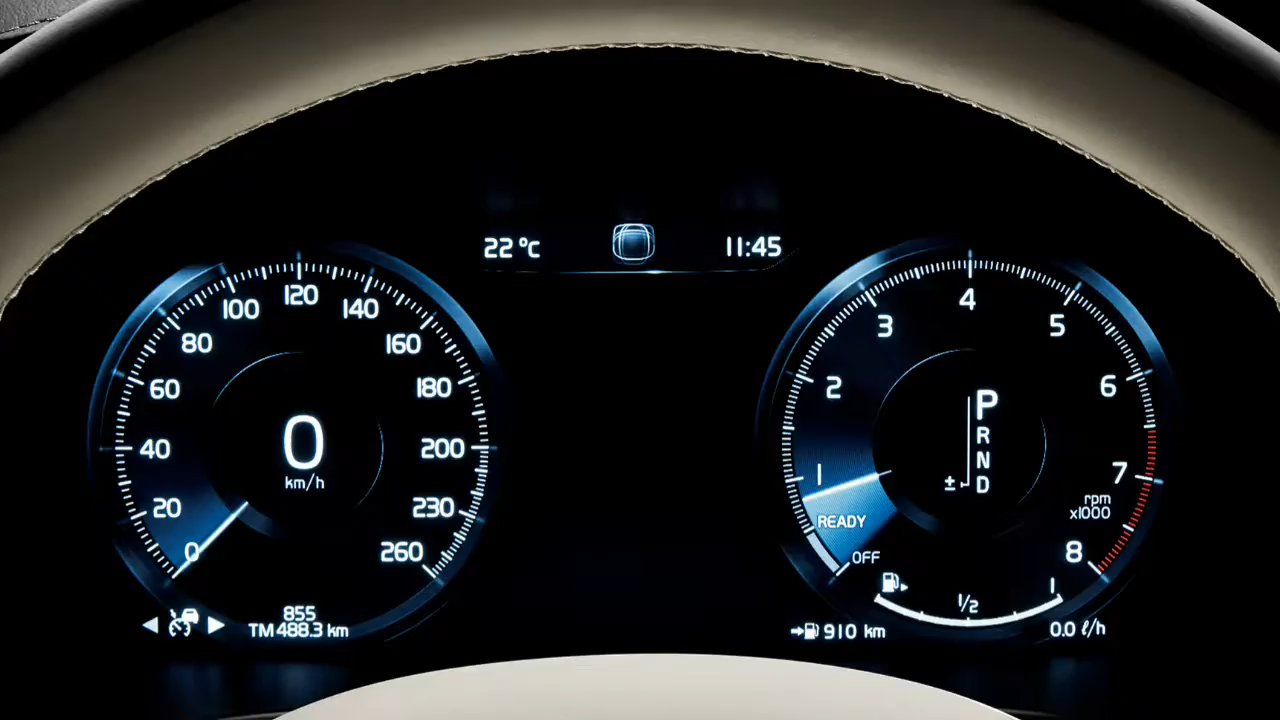 22 °C
11:45
0
20
40
60
80
100
120
140
160
180
200
230
260
0
km/h
855
TM 488.3 km
OFF
READY
1
2
3
4
5
6
7
8
rpm
x1000
P
R
N
D
±
1/2
1
910 km
0.0 ℓ/h